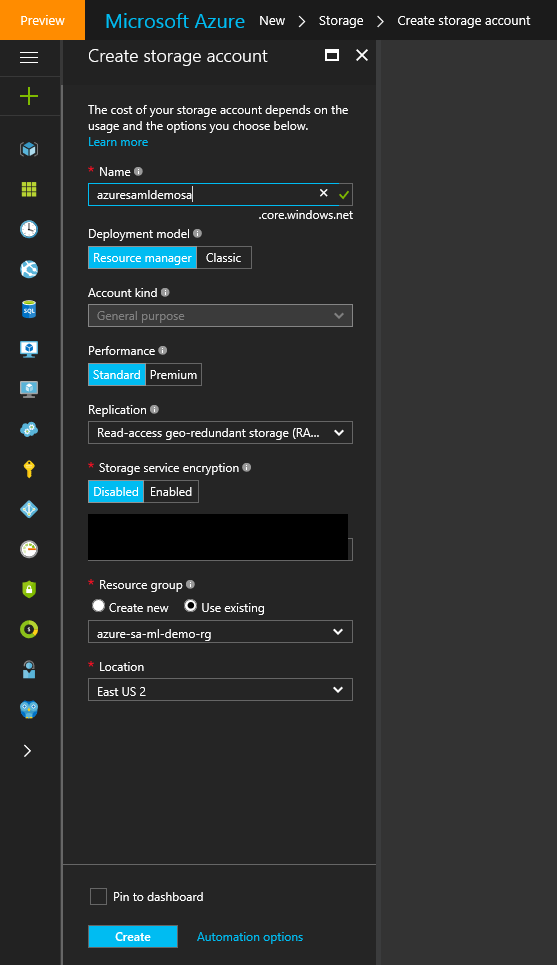 Preview
Microsoft Azure New > Storage > Create storage account
Create storage account
The cost of your storage account depends on the
usage and the options you choose below.
Learn more
* Name
azuresamldemosa
.core.windows.net
Deployment model
Resource manager Classic
Account kind
General purpose
Performance
Standard Premium
Replication
Read-access geo-redundant storage (RA...
* Storage service encryption
Disabled Enabled
* Resource group
Create new Use existing
azure-sa-ml-demo-rg
* Location
East US 2
SQL
Pin to dashboard
Create Automation options